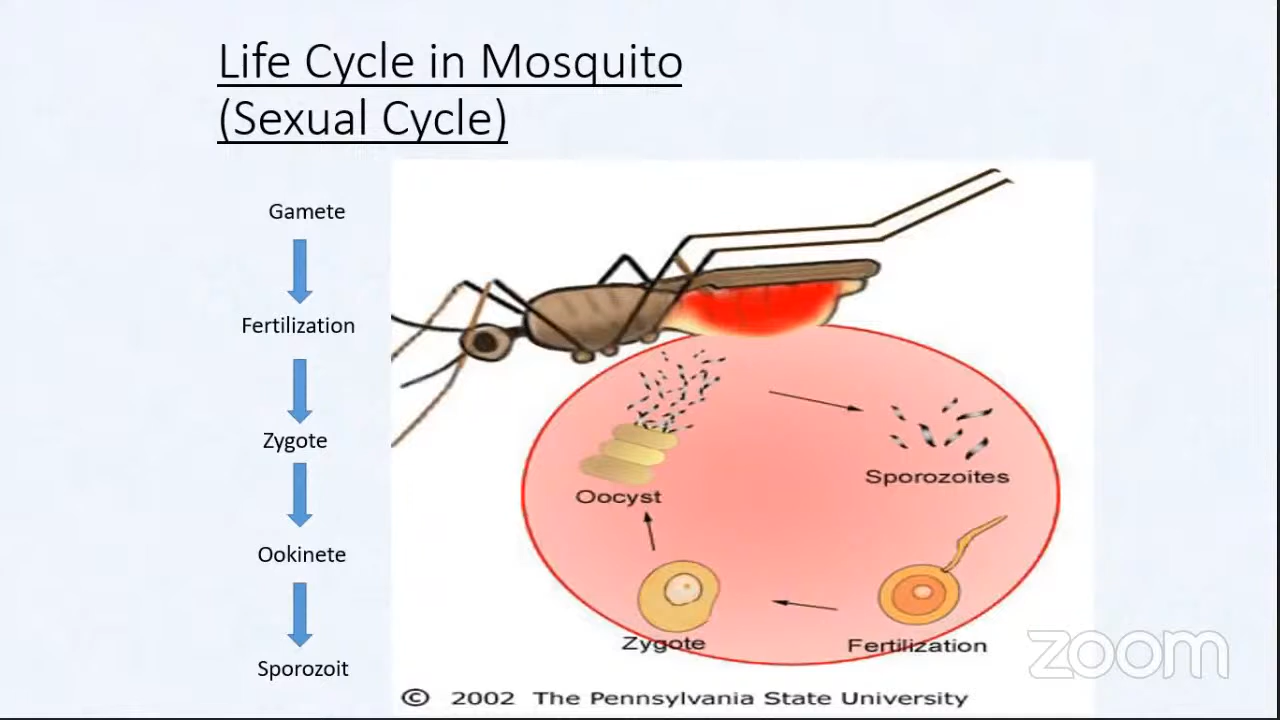 Life Cycle in Mosquito
(Sexual Cycle)
Gamete
Fertilization
Zygote
Ookinete
Sporozoit
Oocyst
Sporozoites
Zygote
Fertilization
© 2002 The Pennsylvania State University
zoom